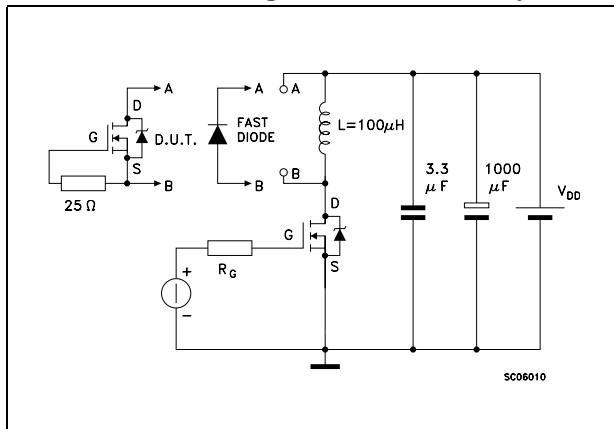 A
A
A
D
G
D.U.T.
FAST
DIODE
L=100μH
S
B
B
B
25 Ω
3.3
μF
1000
μF
VDD
D
G
S
RG
+
-
SC06010